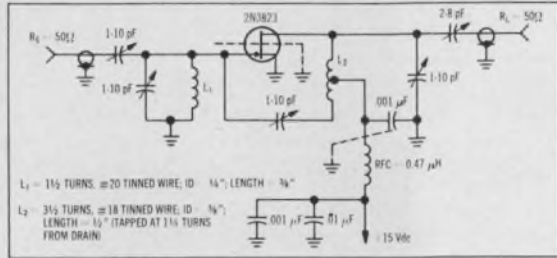 2N3823
2-8 pF
RL = 50Ω
RS = 50Ω
1-10 pF
1-10 pF
L1
L2
1-10 pF
1-10 pF
.001 μF
RFC = 0.47 μH
L1 = 1½ TURNS, #20 TINNED WIRE; ID ¼"; LENGTH = ⅜"
L2 = 3½ TURNS, #18 TINNED WIRE; ID ⅜";
LENGTH = ½" (TAPPED AT TURNS
FROM DRAIN)
.001 μF
.01 μF
15 Vdc